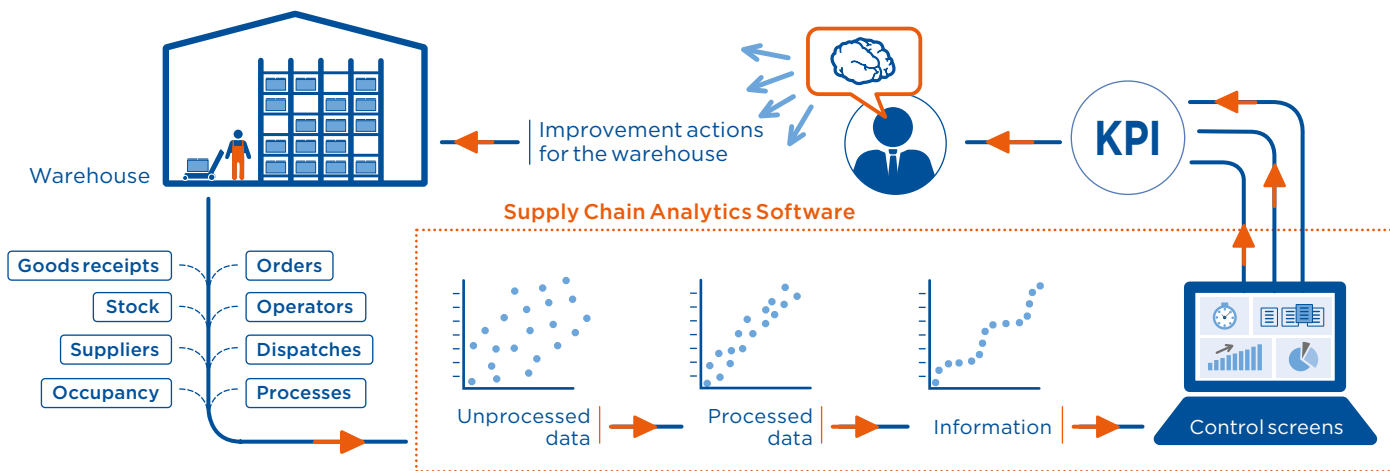 KPI
Improvement actions
for the warehouse
Warehouse
Supply Chain Analytics Software
Goods receipts
Orders
Stock
Operators
Suppliers
Dispatches
Occupancy
Processes
Unprocessed
data
Processed
data
Information
Control screens